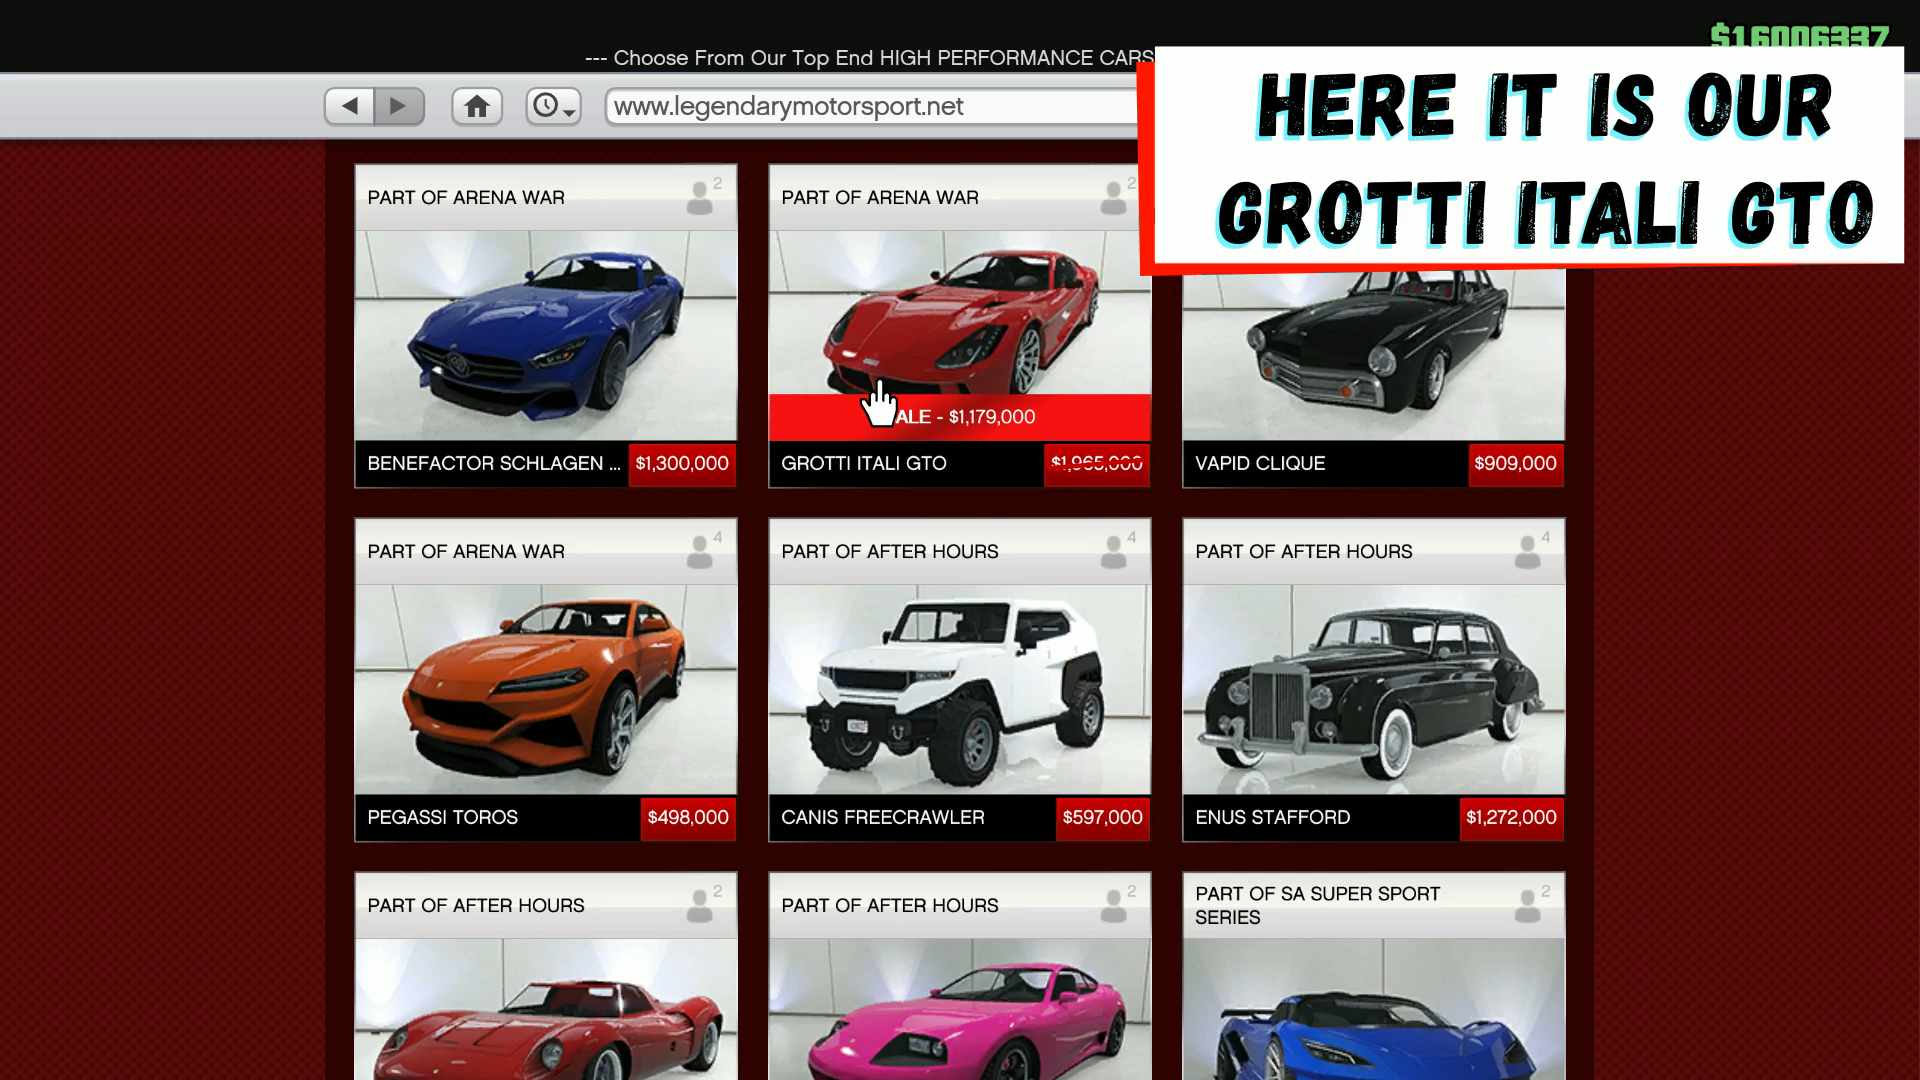 $16006337
--- Choose From Our Top End HIGH PERFORMANCE CARS
HERE IT IS OUR
GROTTI ITALI GTO
www.legendarymotorsport.net
PART OF ARENA WAR
2
PART OF ARENA WAR
2
ALE - $1,179,000
BENEFACTOR SCHLAGEN ...
$1,300,000
GROTTI ITALI GTO
$1,965,000
VAPID CLIQUE
$909,000
PART OF ARENA WAR
4
PART OF AFTER HOURS
4
PART OF AFTER HOURS
4
PEGASSI TOROS
$498,000
CANIS FREECRAWLER
$597,000
ENUS STAFFORD
$1,272,000
PART OF AFTER HOURS
2
PART OF AFTER HOURS
2
PART OF SA SUPER SPORT
SERIES
2